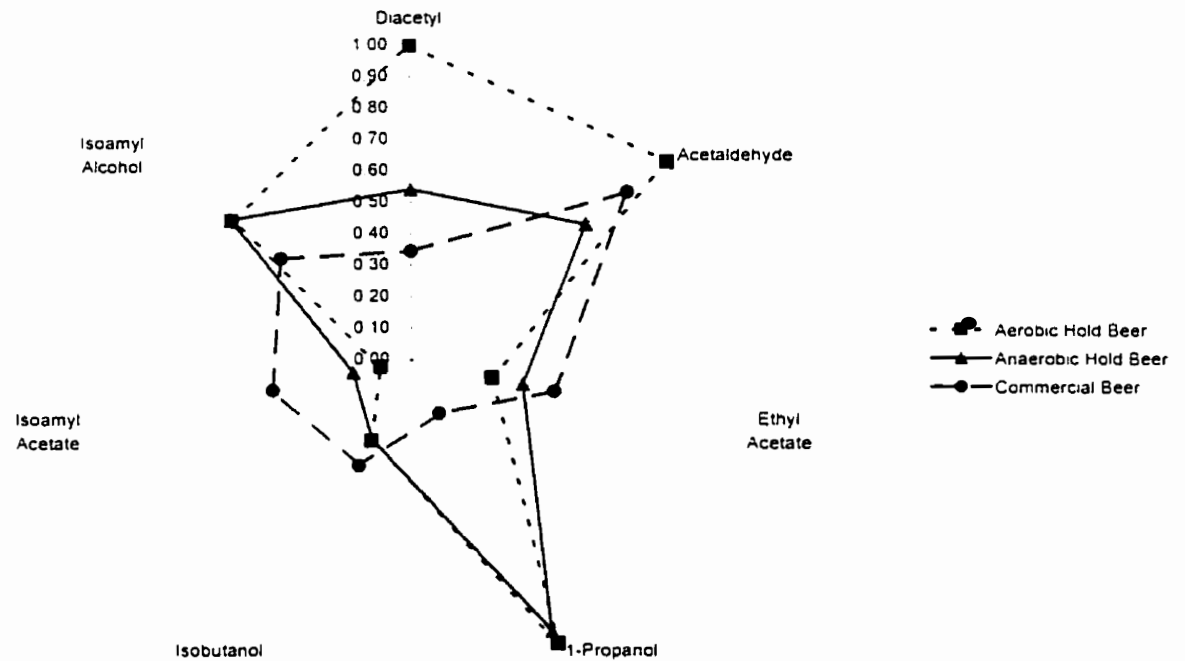 Diacetyl
1 00
0 90
0 80
0 70
0 60
0 50
0 40
0 30
0 20
0 10
0 00
Isoamyl
Alcohol
Acetaldehyde
Isoamyl
Acetate
Ethyl
Acetate
Isobutanol
1-Propanol
Aerobic Hold Beer
Anaerobic Hold Beer
Commercial Beer